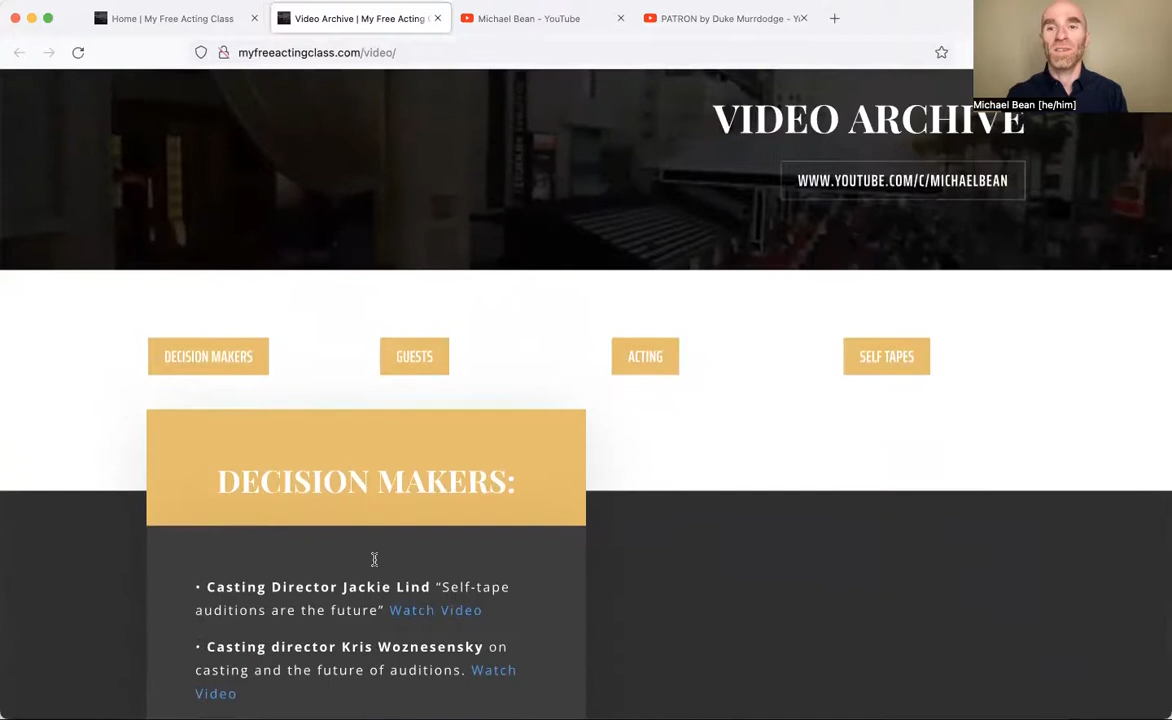 Home | My Free Acting Class
Video Archive | My Free Acting
Michael Bean - YouTube
PATRON by Duke Murrdodge -
myfreeactingclass.com/video/
Michael Bean [he/him]
VIDEO ARCHIVE
WWW.YOUTUBE.COM/C/MICHAELBEAN
DECISION MAKERS
GUESTS
ACTING
SELF TAPES
DECISION MAKERS:
• Casting Director Jackie Lind “Self-tape
auditions are the future” Watch Video
• Casting director Kris Woznesensky on
casting and the future of auditions. Watch
Video